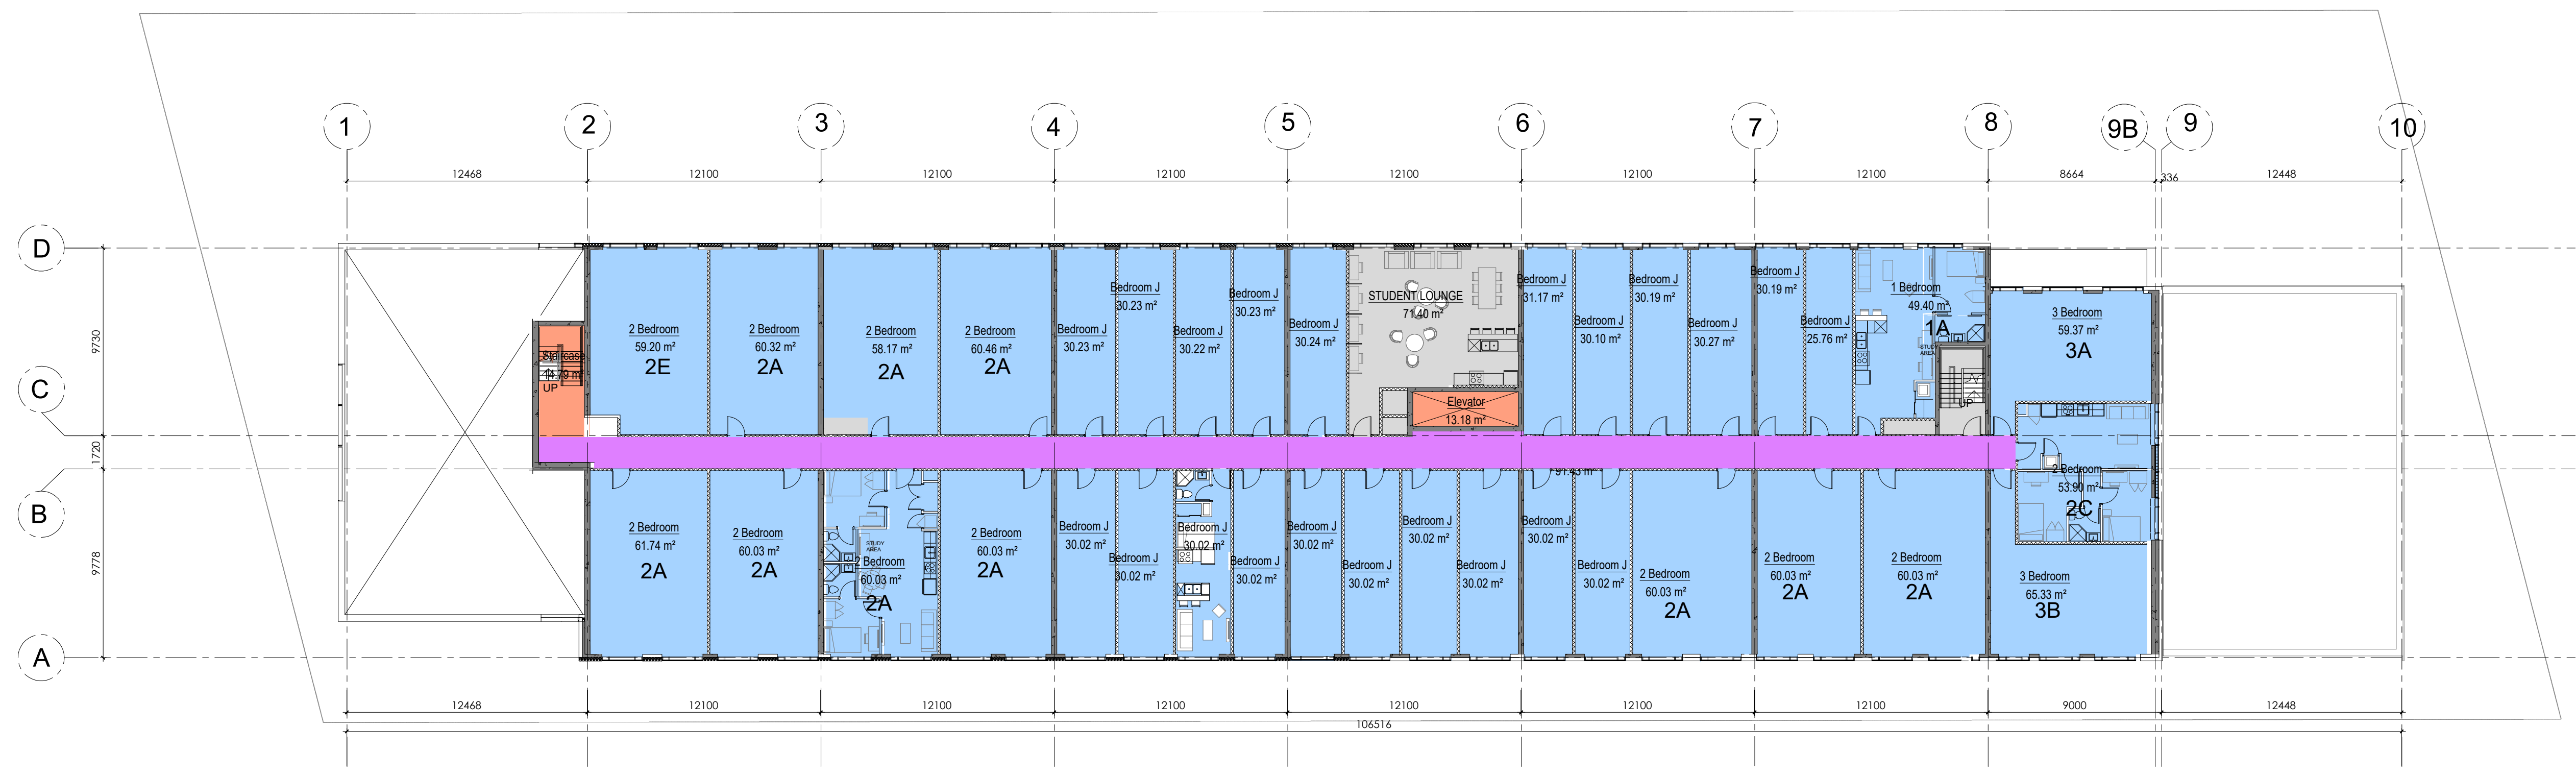 1 2 3 4 5 6 7 8 9B 9 10
12468 12100 12100 12100 12100 12100 12100 8664 336 12448
D
C
B
A
9730
1720
9778
Staircase
14.79 m²
UP
2 Bedroom
59.20 m²
2E
2 Bedroom
60.32 m²
2A
2 Bedroom
58.17 m²
2A
2 Bedroom
60.46 m²
2A
Bedroom J
30.23 m²
Bedroom J
30.23 m²
Bedroom J
30.22 m²
Bedroom J
30.23 m²
Bedroom J
30.24 m²
STUDENT LOUNGE
71.40 m²
Elevator
13.18 m²
Bedroom J
31.17 m²
Bedroom J
30.10 m²
Bedroom J
30.19 m²
Bedroom J
30.27 m²
Bedroom J
30.19 m²
Bedroom J
25.76 m²
1 Bedroom
49.40 m²
1A
STUDY
AREA
UP
3 Bedroom
59.37 m²
3A
2 Bedroom
53.90 m²
2C
3 Bedroom
65.33 m²
3B
91.43 m²
2 Bedroom
61.74 m²
2A
2 Bedroom
60.03 m²
2A
STUDY
AREA
2 Bedroom
60.03 m²
2A
2 Bedroom
60.03 m²
2A
Bedroom J
30.02 m²
Bedroom J
30.02 m²
Bedroom J
30.02 m²
Bedroom J
30.02 m²
Bedroom J
30.02 m²
Bedroom J
30.02 m²
Bedroom J
30.02 m²
Bedroom J
30.02 m²
Bedroom J
30.02 m²
Bedroom J
30.02 m²
2 Bedroom
60.03 m²
2A
2 Bedroom
60.03 m²
2A
2 Bedroom
60.03 m²
2A
12468 12100 12100 12100 12100 12100 12100 9000 12448
106516